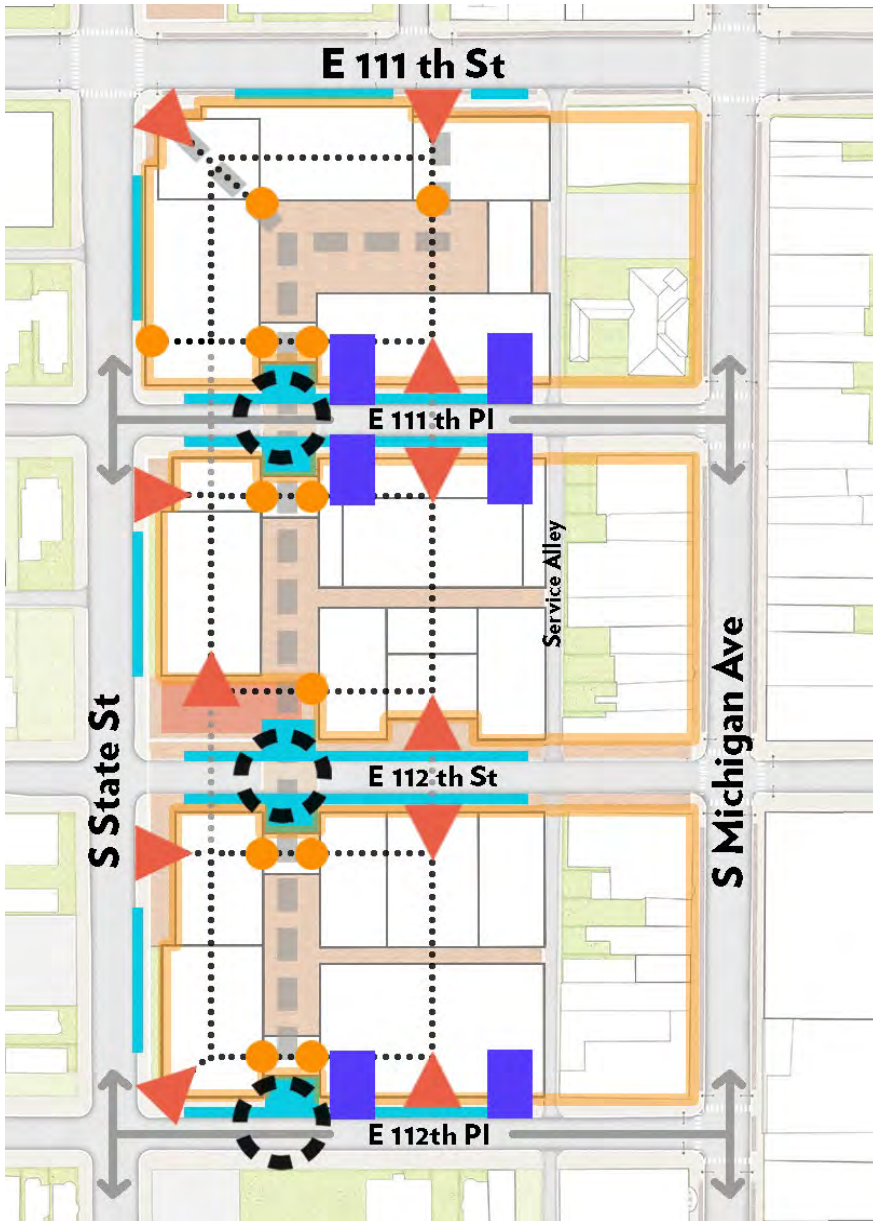 E 111 th St
E 111 th Pl
Service Alley
S State St
S Michigan Ave
E 112 th St
E 112th Pl